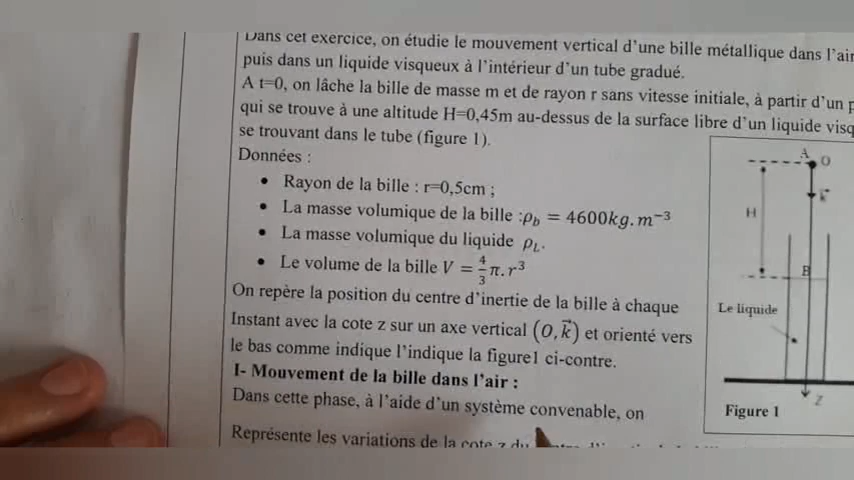 Dans cet exercice, on étudie le mouvement vertical d'une bille métallique dans l'air
puis dans un liquide visqueux à l'intérieur d'un tube gradué.
A t=0, on lâche la bille de masse m et de rayon r sans vitesse initiale, à partir d'un
qui se trouve à une altitude H=0,45m au-dessus de la surface libre d'un liquide visq
se trouvant dans le tube (figure 1).
Données :
• Rayon de la bille : r=0,5cm ;
• La masse volumique de la bille :ρ_b = 4600kg.m⁻³
• La masse volumique du liquide ρ_L.
• Le volume de la bille V = 4/3 π.r³
On repère la position du centre d'inertie de la bille à chaque
Instant avec la cote z sur un axe vertical (O, k⃗) et orienté vers
le bas comme indique l'indique la figure1 ci-contre.
I- Mouvement de la bille dans l'air :
Dans cette phase, à l'aide d'un système convenable, on
Représente les variations de la cote z du
A O
k⃗
H
B
Le liquide
Z
Figure 1